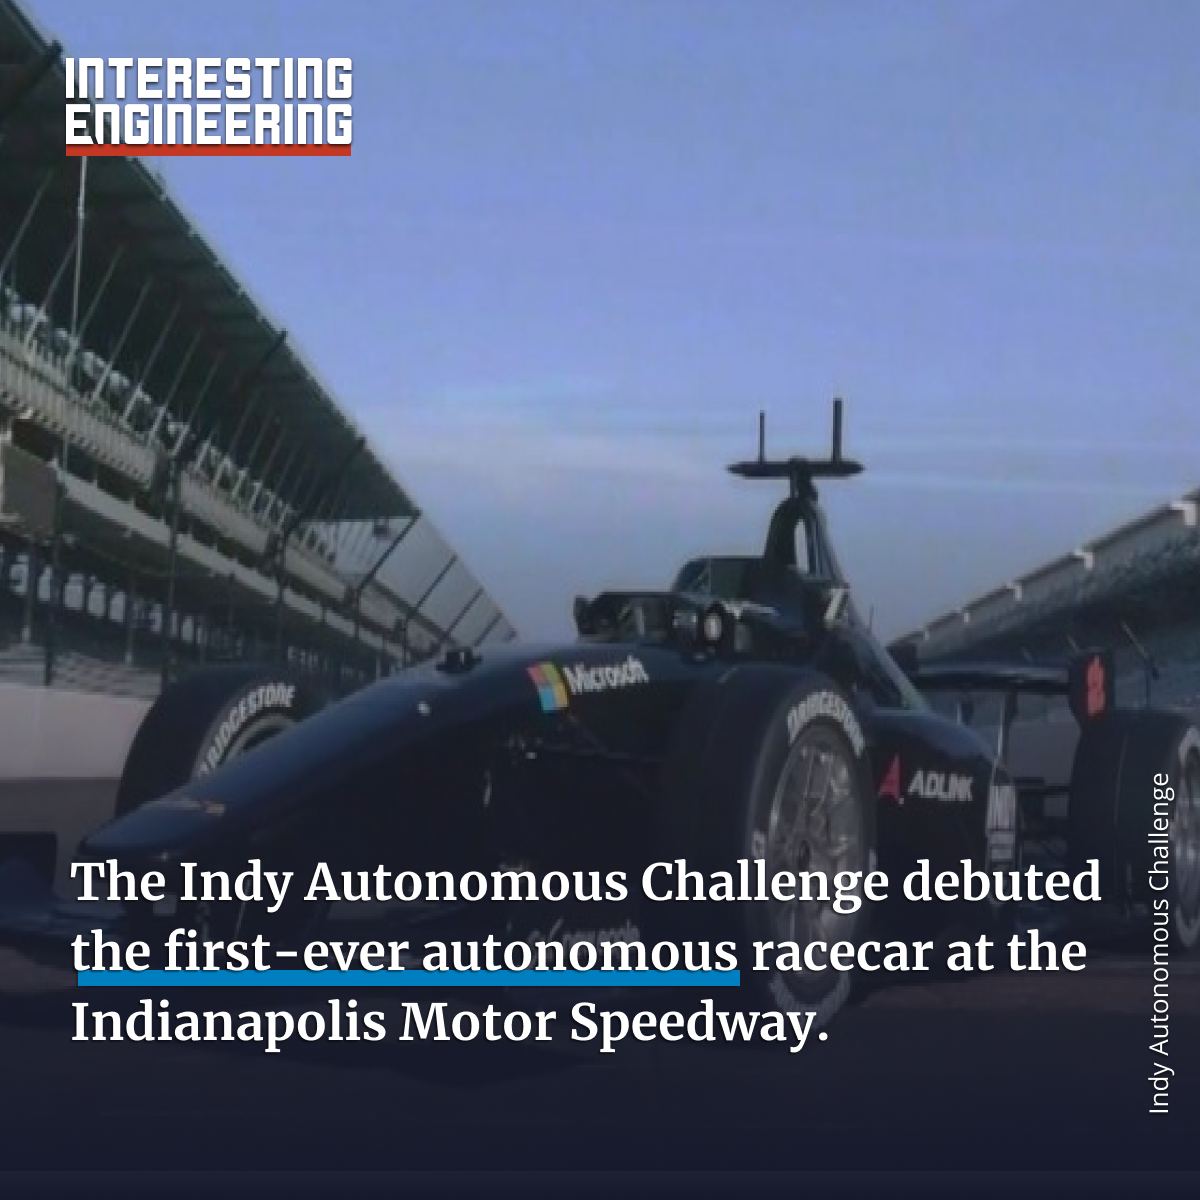 INTERESTING
ENGINEERING
BRIDGESTONE
Microsoft
BRIDGESTONE
ADLINK
The Indy Autonomous Challenge debuted
the first-ever autonomous racecar at the
Indianapolis Motor Speedway.
Indy Autonomous Challenge